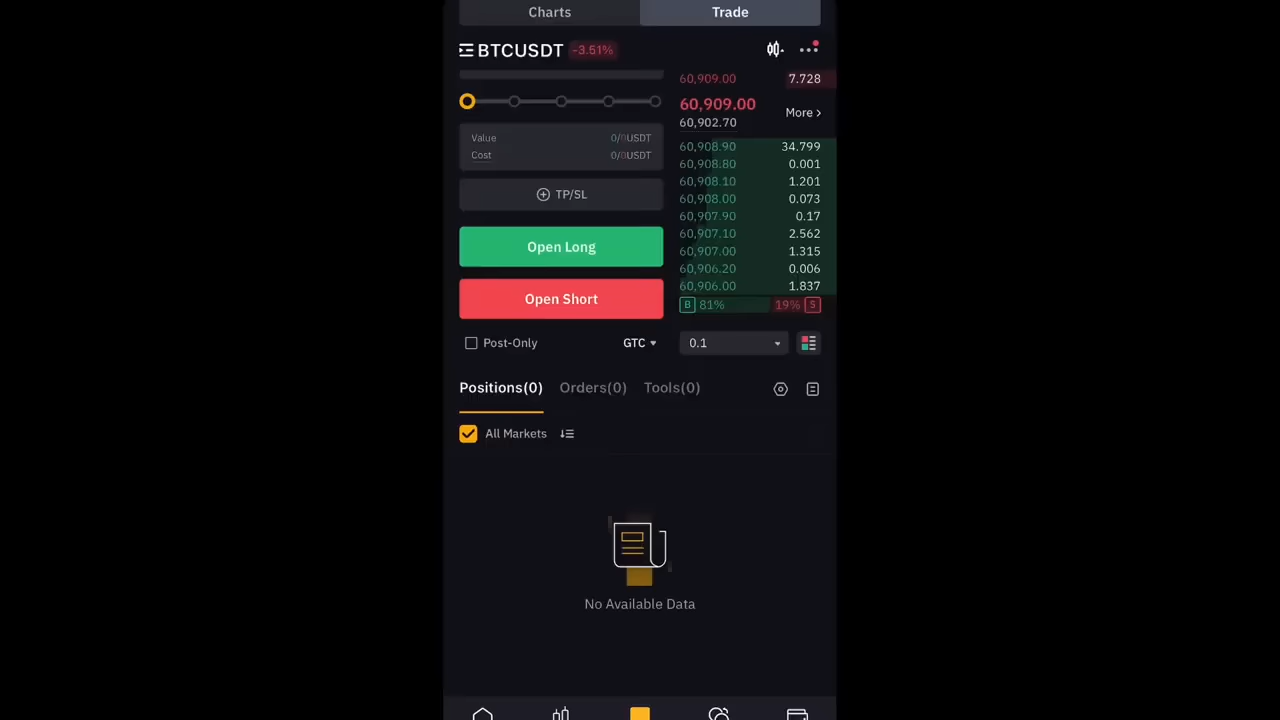 Charts Trade
BTCUSDT -3.51%
60,909.00 7.728
60,909.00
60,902.70
More >
Value 0/0USDT
Cost 0/0USDT
TP/SL
Open Long
Open Short
60,908.90 34.799
60,908.80 0.001
60,908.10 1.201
60,908.00 0.073
60,907.90 0.17
60,907.10 2.562
60,907.00 1.315
60,906.20 0.006
60,906.00 1.837
B 81% 19% S
Post-Only GTC 0.1
Positions(0) Orders(0) Tools(0)
All Markets
No Available Data